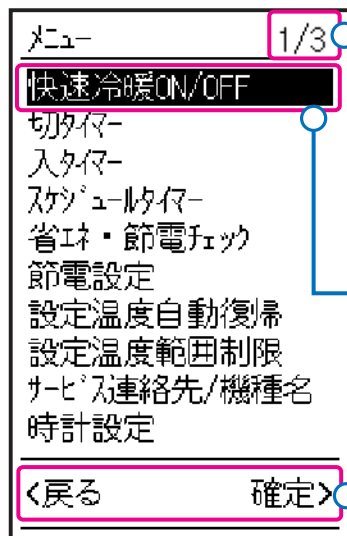 メニュー 1/3
快速冷暖ON/OFF
切タイマー
入タイマー
スケジュールタイマー
省エネ・節電チェック
節電設定
設定温度自動復帰
設定温度範囲制限
サービス連絡先/機種名
時計設定
<戻る 確定>